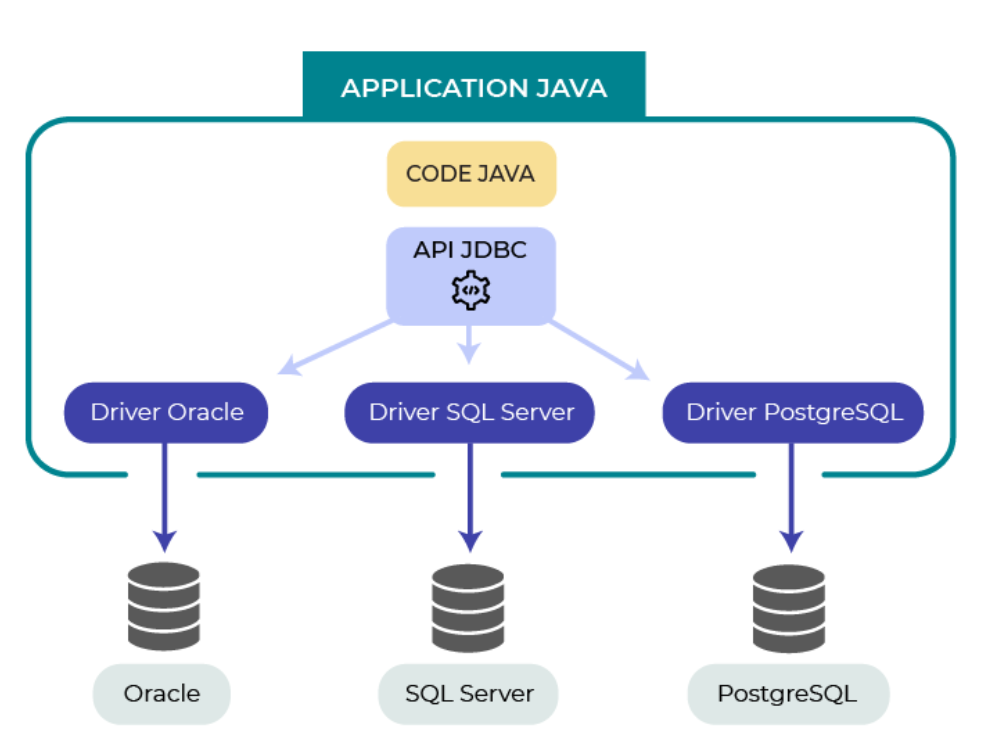 APPLICATION JAVA
CODE JAVA
API JDBC
</>
Driver Oracle
Driver SQL Server
Driver PostgreSQL
Oracle
SQL Server
PostgreSQL